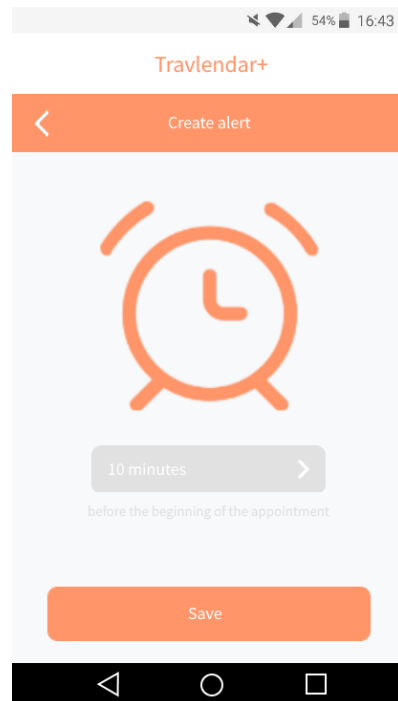 54% 16:43
Travlendar+
Create alert
10 minutes
before the beginning of the appointment
Save